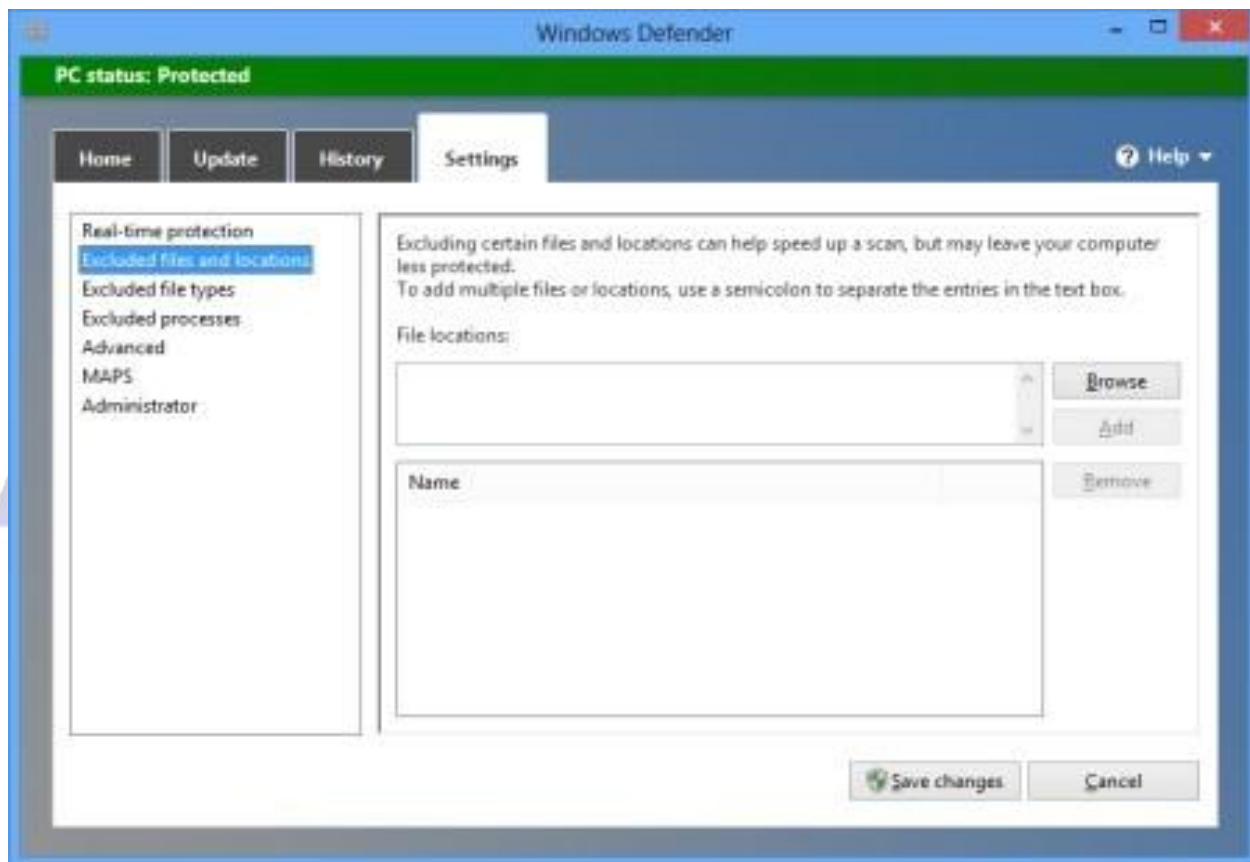 Windows Defender
PC status: Protected
Home
Update
History
Settings
Help
Real-time protection
Excluded files and locations
Excluded file types
Excluded processes
Advanced
MAPS
Administrator
Excluding certain files and locations can help speed up a scan, but may leave your computer
less protected.
To add multiple files or locations, use a semicolon to separate the entries in the text box.
File locations:
Browse
Add
Name
Remove
Save changes
Cancel